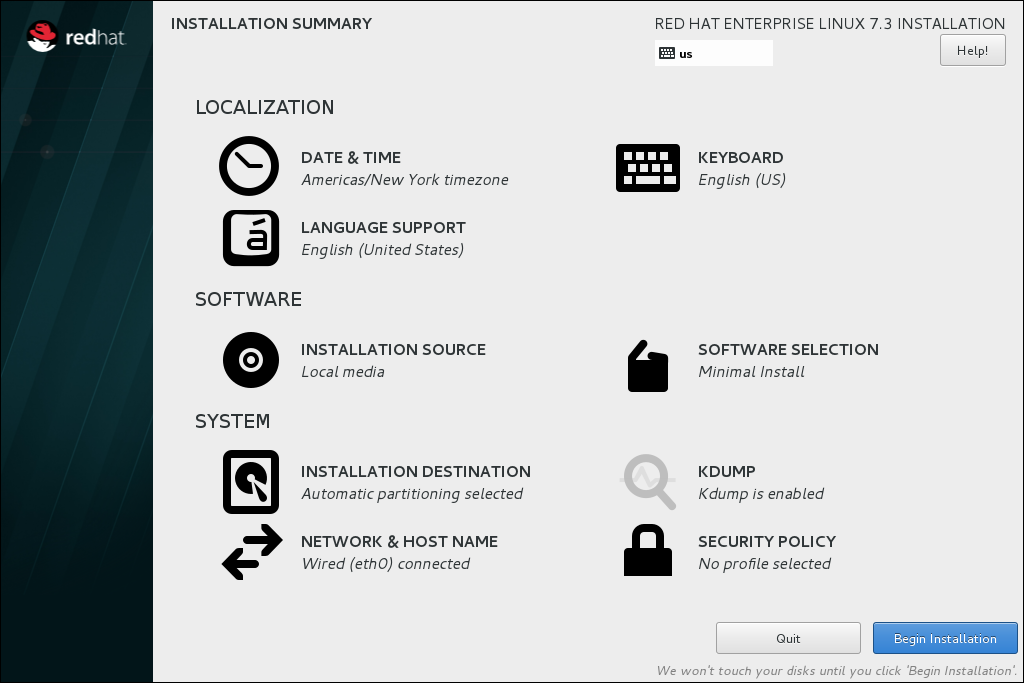 redhat.
INSTALLATION SUMMARY
RED HAT ENTERPRISE LINUX 7.3 INSTALLATION
us
Help!
LOCALIZATION
DATE & TIME
Americas/New York timezone
KEYBOARD
English (US)
á
LANGUAGE SUPPORT
English (United States)
SOFTWARE
INSTALLATION SOURCE
Local media
SOFTWARE SELECTION
Minimal Install
SYSTEM
INSTALLATION DESTINATION
Automatic partitioning selected
KDUMP
Kdump is enabled
NETWORK & HOST NAME
Wired (eth0) connected
SECURITY POLICY
No profile selected
Quit
Begin Installation
We won't touch your disks until you click 'Begin Installation'.